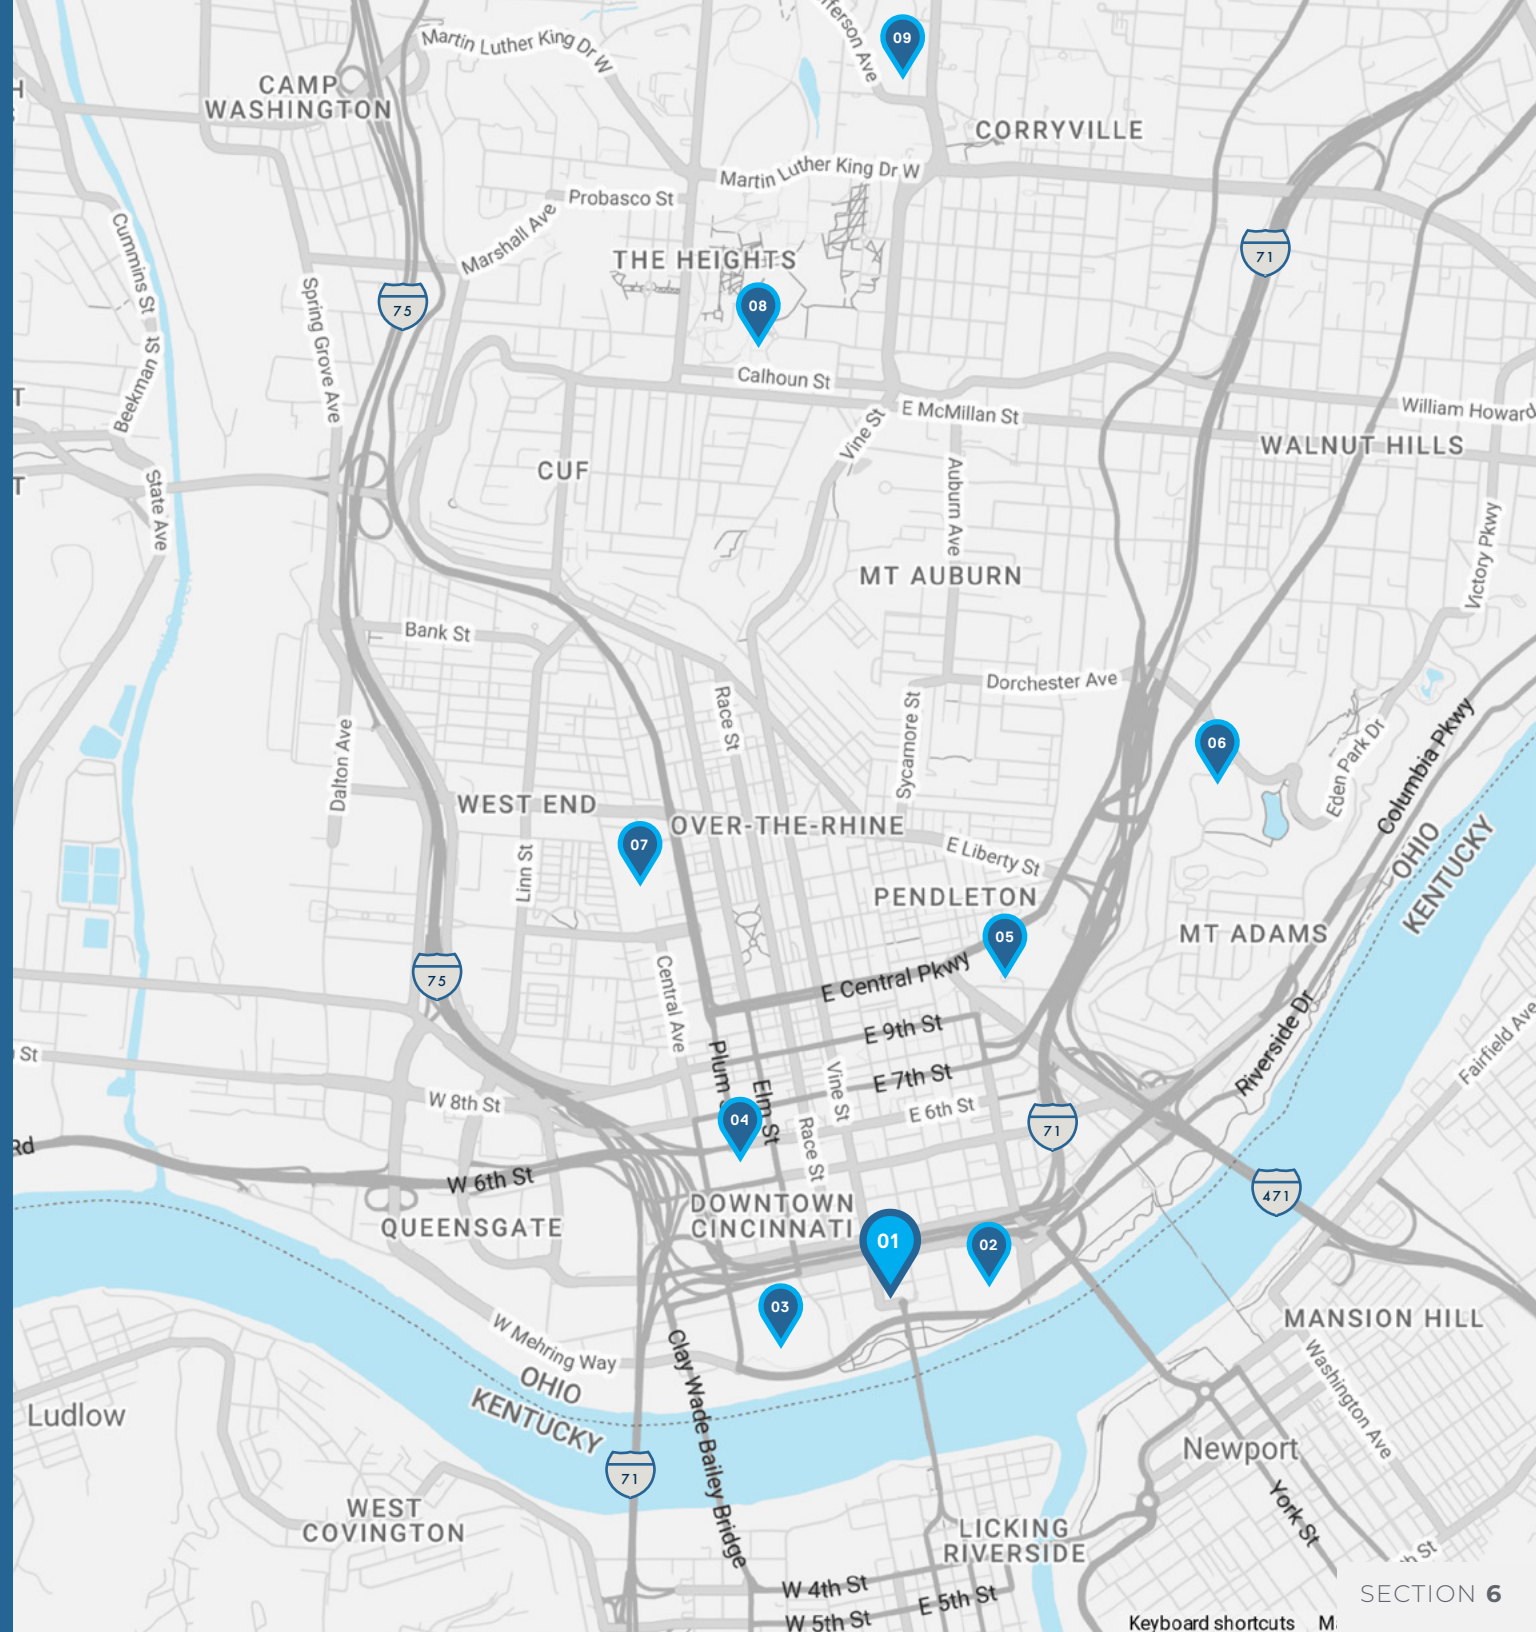 09
Martin Luther King Dr W
CAMP
WASHINGTON
CORRYVILLE
Martin Luther King Dr W
Probasco St
Marshall Ave
Cummins St
THE HEIGHTS
71
75
08
Spring Grove Ave
Beekman St
Calhoun St
E McMillan St
William Howard
Vine St
WALNUT HILLS
CUF
State Ave
Auburn Ave
Victory Pkwy
MT AUBURN
Bank St
Dorchester Ave
Race St
Sycamore St
06
Dalton Ave
Eden Park Dr
Columbia Pkwy
WEST END
OVER-THE-RHINE
07
Linn St
E Liberty St
OHIO
KENTUCKY
PENDLETON
05
MT ADAMS
75
Central Ave
E Central Pkwy
E 9th St
Riverside Dr
Fairfield Ave
St
Plum
Elm St
Vine St
E 7th St
W 8th St
E 6th St
04
71
Race St
Rd
W 6th St
471
DOWNTOWN
CINCINNATI
QUEENSGATE
01
02
03
MANSION HILL
W Mehring Way
Clay Wade Bailey Bridge
Washington Ave
OHIO
KENTUCKY
Ludlow
Newport
71
WEST
COVINGTON
York St
LICKING
RIVERSIDE
W 4th St
E 5th St
W 5th St
SECTION 6
Keyboard shortcuts